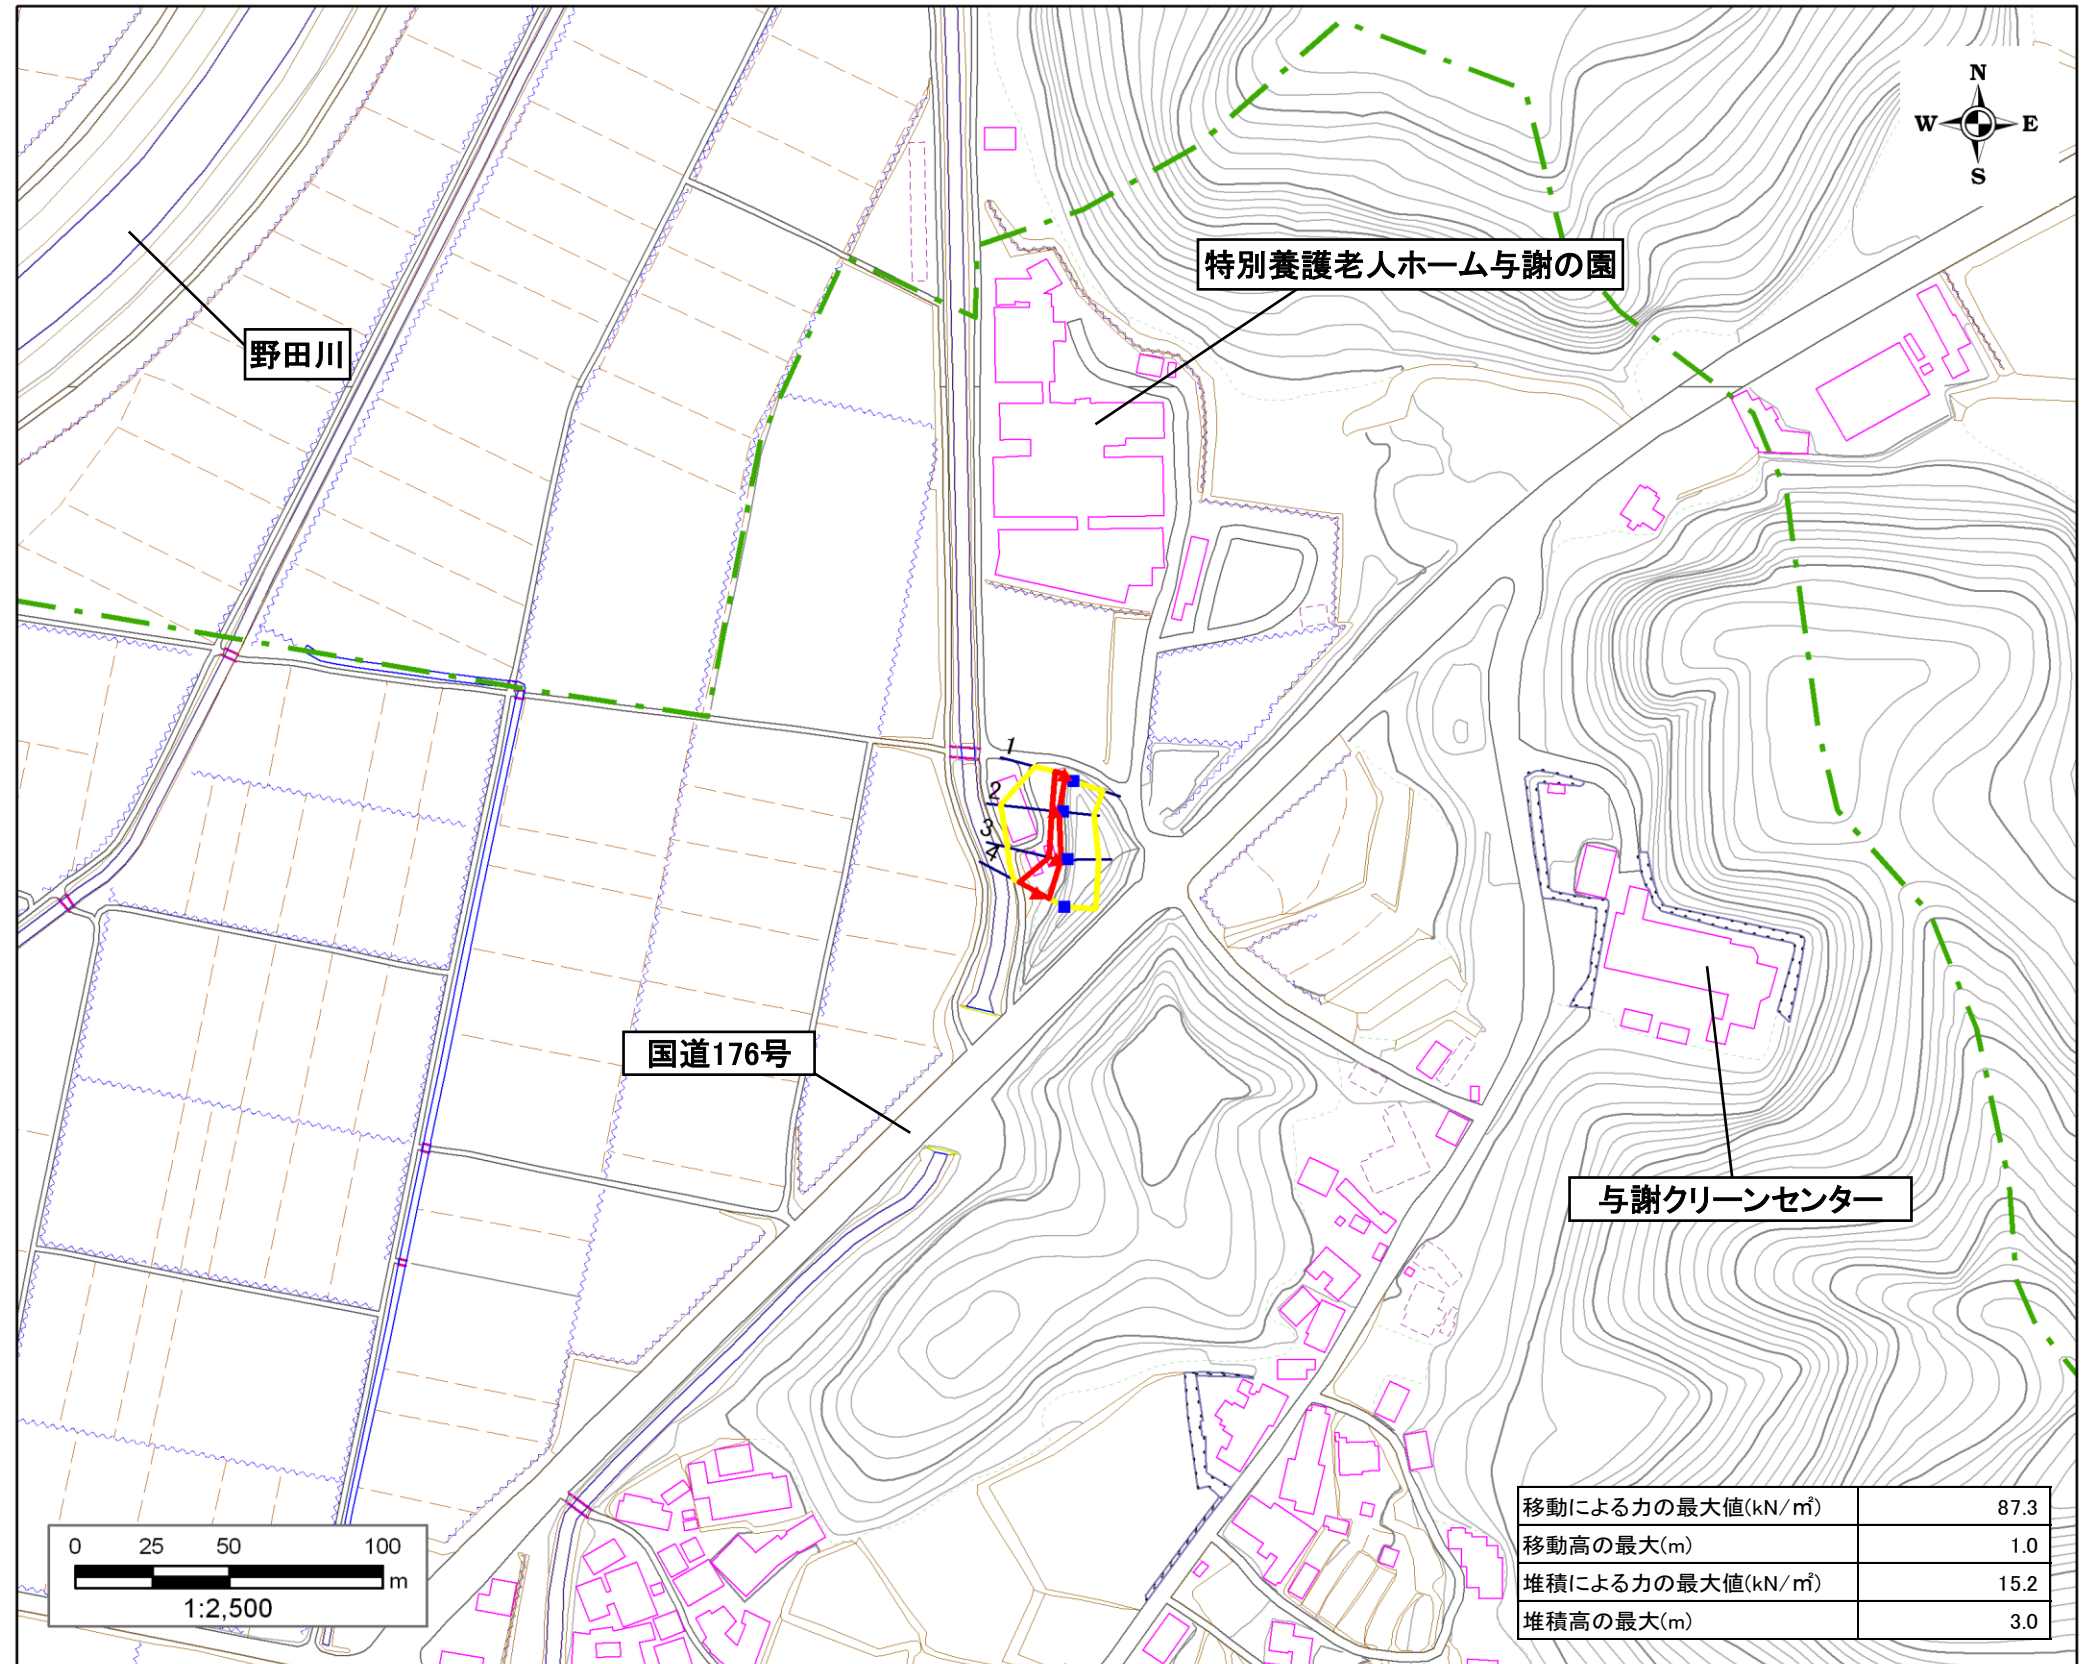 N
W E
S
特別養護老人ホーム与謝の園
野田川
1
2
3
4
国道176号
与謝クリーンセンター
移動による力の最大値(kN/㎡) 87.3
移動高の最大(m) 1.0
堆積による力の最大値(kN/㎡) 15.2
堆積高の最大(m) 3.0
0 25 50 100
m
1:2,500